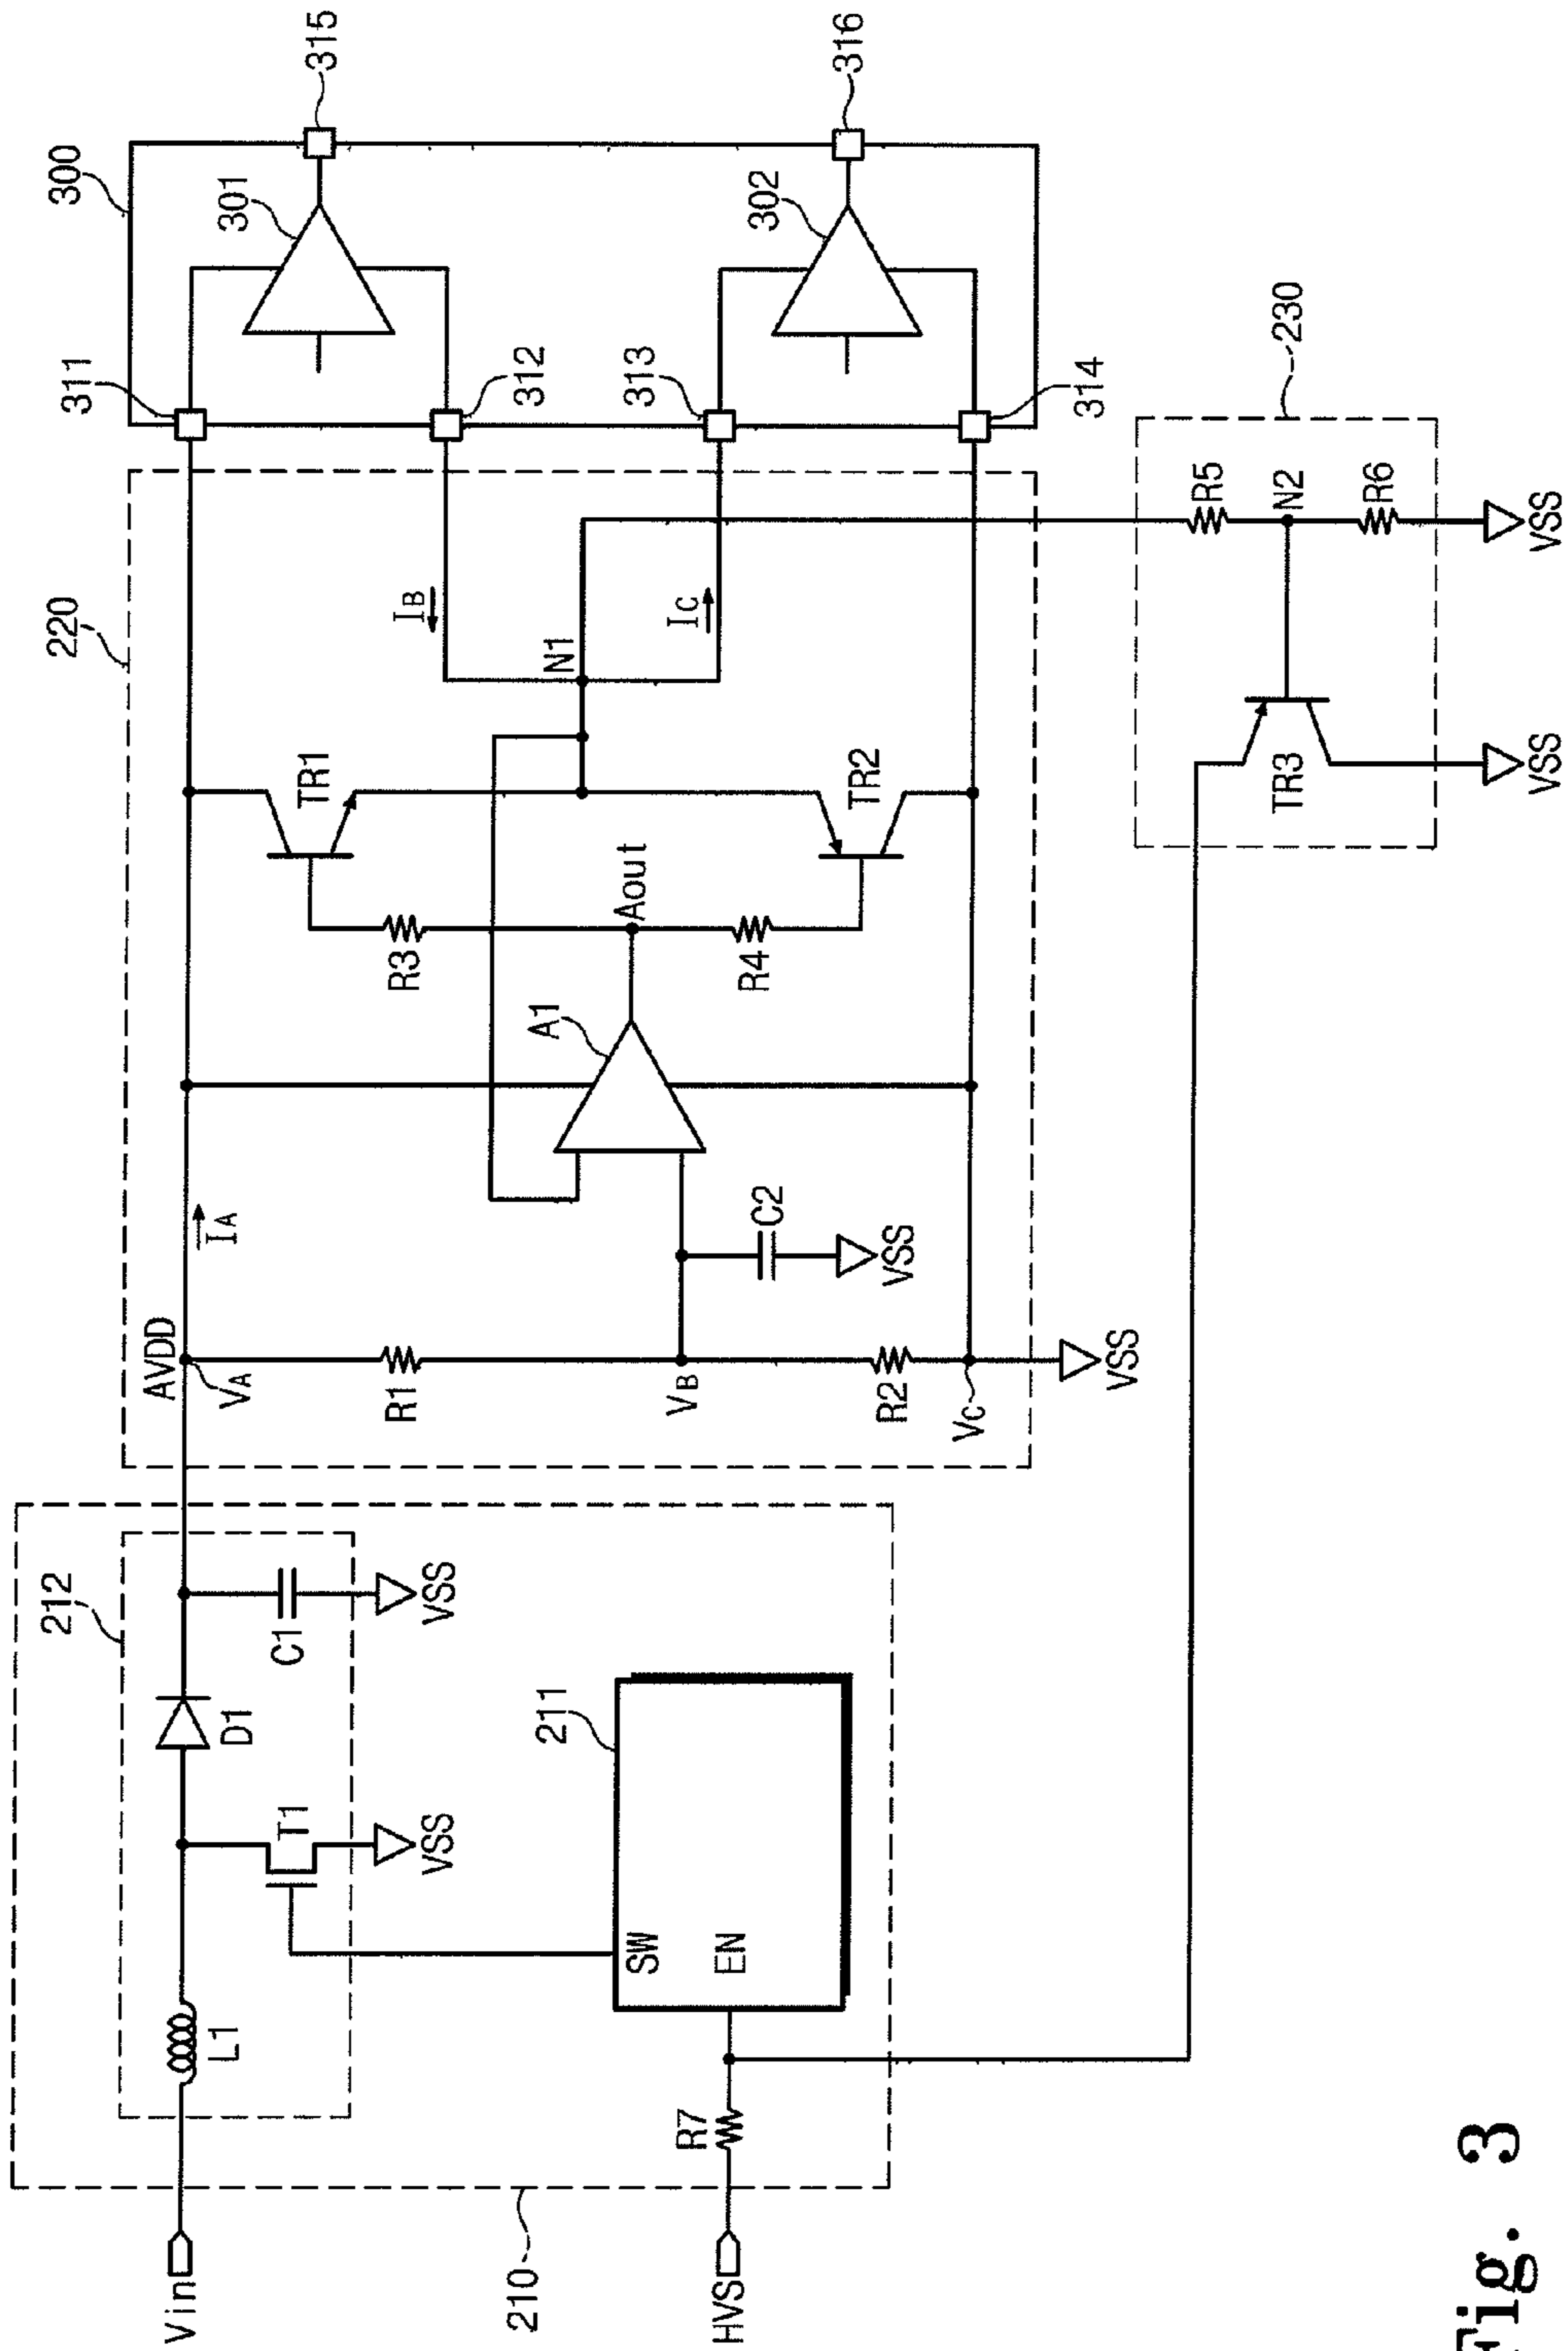 Fig. 3
Vin
HVS
210
212
L1
T1
VSS
D1
C1
VSS
R7
SW
EN
211
220
AVDD
VA
IA
R1
VB
R2
VC
VSS
C2
VSS
A1
R3
Aout
R4
TR1
TR2
N1
IB
IC
300
311
312
313
314
301
302
315
316
230
TR3
R5
N2
R6
VSS
VSS